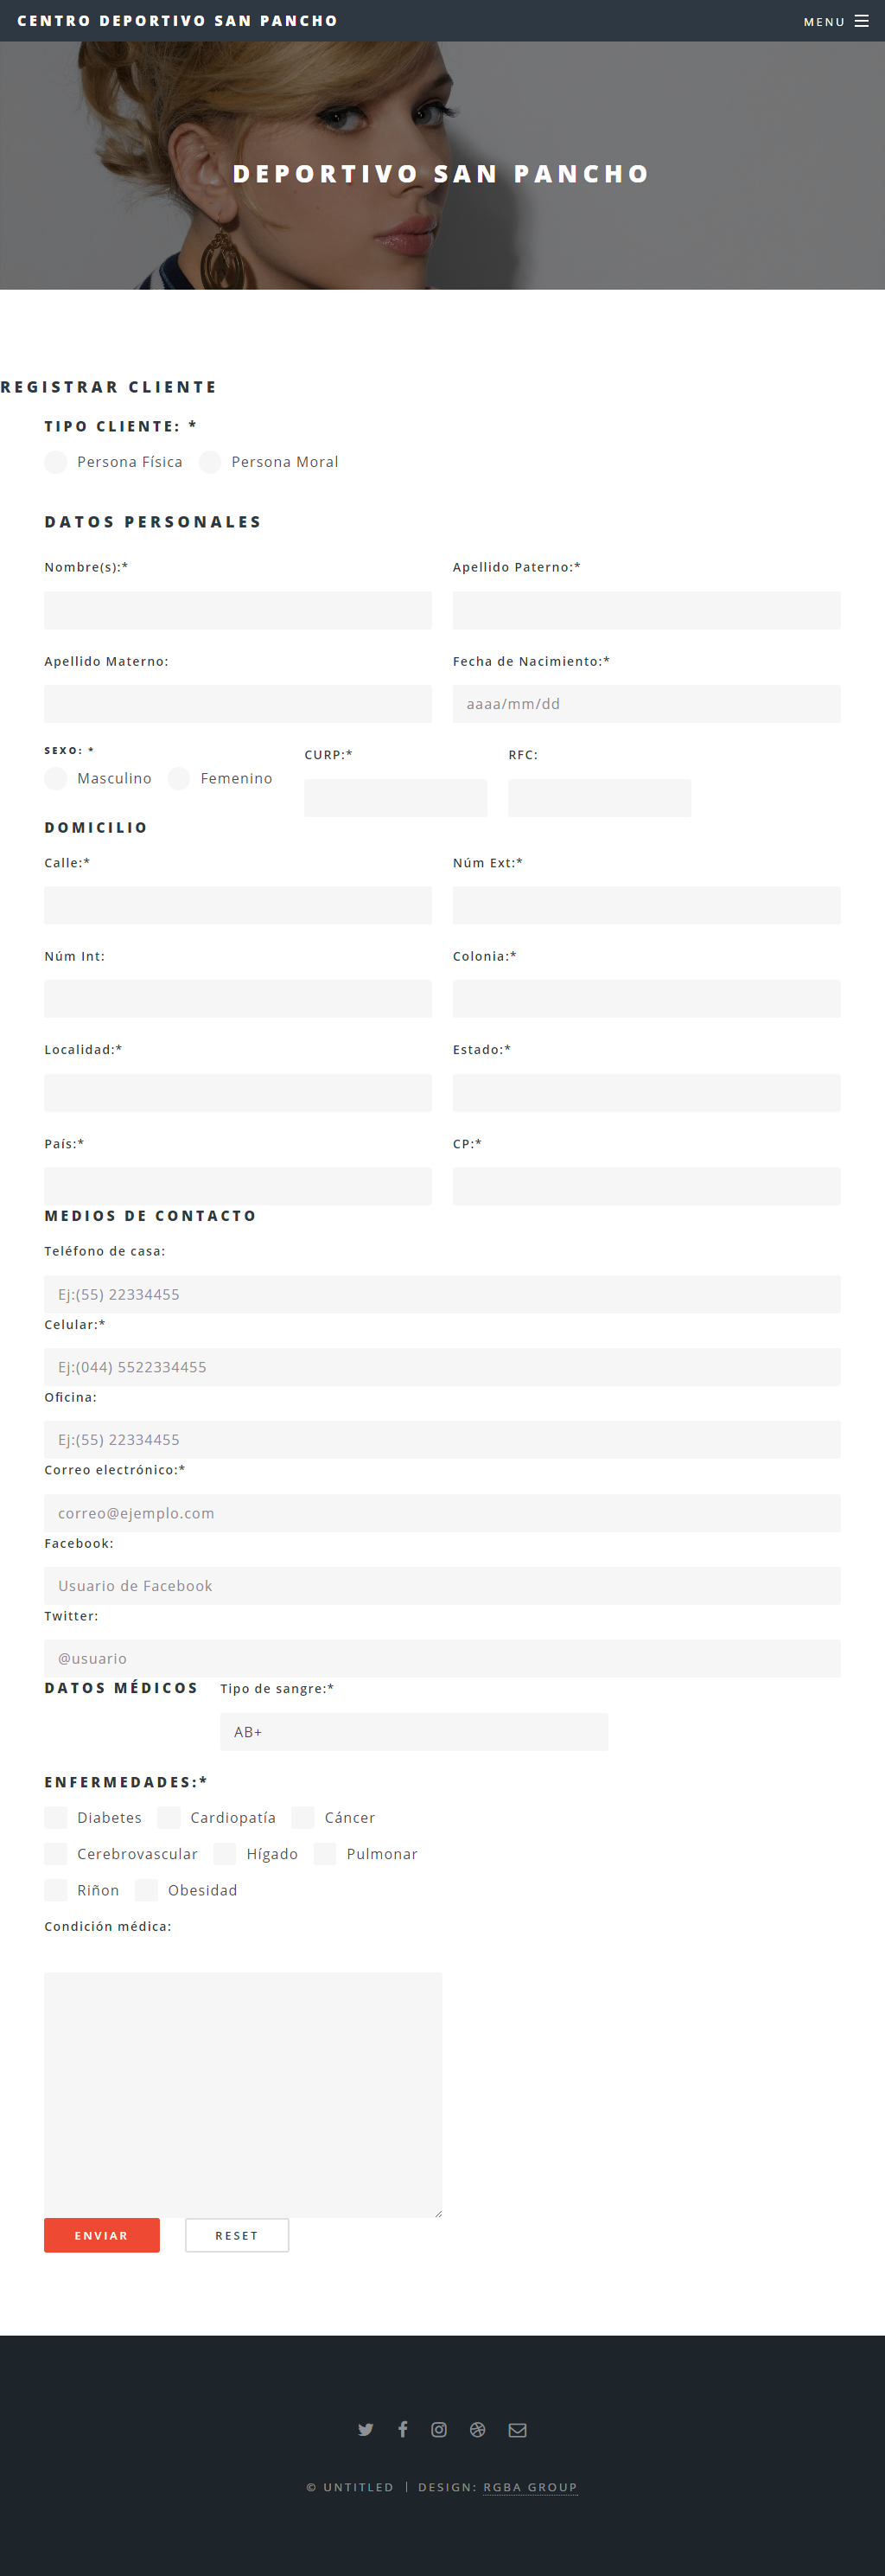 CENTRO DEPORTIVO SAN PANCHO MENU
DEPORTIVO SAN PANCHO
REGISTRAR CLIENTE
TIPO CLIENTE: *
Persona Física Persona Moral
DATOS PERSONALES
Nombre(s):* Apellido Paterno:*
Apellido Materno: Fecha de Nacimiento:*
aaaa/mm/dd
SEXO: * CURP:* RFC:
Masculino Femenino
DOMICILIO
Calle:* Núm Ext:*
Núm Int: Colonia:*
Localidad:* Estado:*
País:* CP:*
MEDIOS DE CONTACTO
Teléfono de casa:
Ej:(55) 22334455
Celular:*
Ej:(044) 5522334455
Oficina:
Ej:(55) 22334455
Correo electrónico:*
correo@ejemplo.com
Facebook:
Usuario de Facebook
Twitter:
@usuario
DATOS MÉDICOS Tipo de sangre:*
AB+
ENFERMEDADES:*
Diabetes Cardiopatía Cáncer
Cerebrovascular Hígado Pulmonar
Riñon Obesidad
Condición médica:
ENVIAR RESET
© UNTITLED | DESIGN: RGBA GROUP